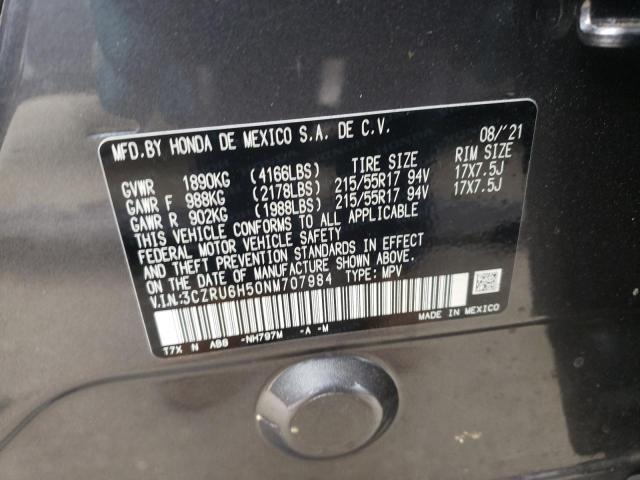 MFD.BY HONDA DE MEXICO S.A. DE C.V. 08/'21
GVWR 1890KG (4166LBS) TIRE SIZE RIM SIZE
GAWR F 988KG (2178LBS) 215/55R17 94V 17X7.5J
GAWR R 902KG (1988LBS) 215/55R17 94V 17X7.5J
THIS VEHICLE CONFORMS TO ALL APPLICABLE
FEDERAL MOTOR VEHICLE SAFETY
AND THEFT PREVENTION STANDARDS IN EFFECT
ON THE DATE OF MANUFACTURE SHOWN ABOVE.
V.I.N:3CZRU6H50NM707984 TYPE: MPV
T7X N ABB -NH797M -A -M MADE IN MEXICO